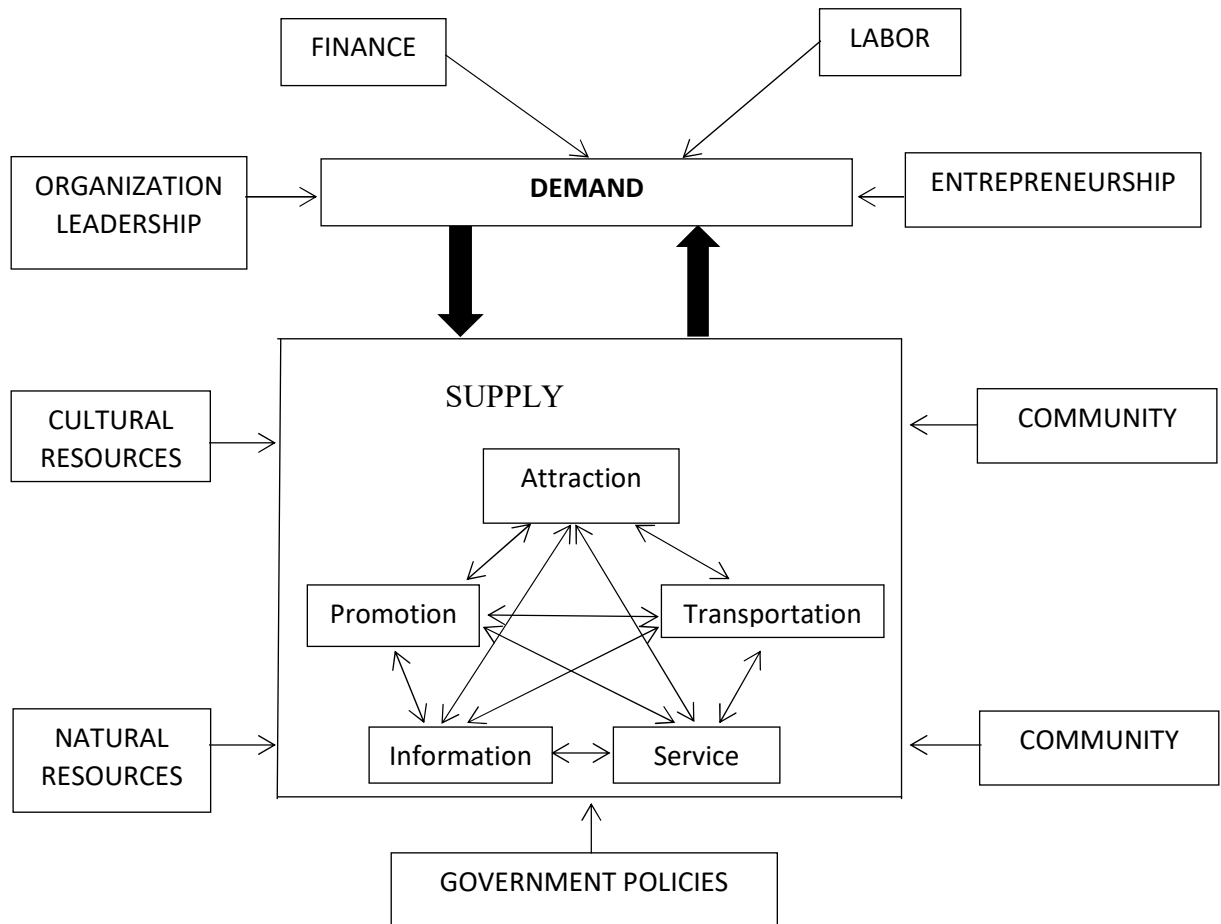 FINANCE
LABOR
ORGANIZATION
LEADERSHIP
DEMAND
ENTREPRENEURSHIP
SUPPLY
CULTURAL
RESOURCES
COMMUNITY
Attraction
Promotion
Transportation
NATURAL
RESOURCES
COMMUNITY
Information
Service
GOVERNMENT POLICIES